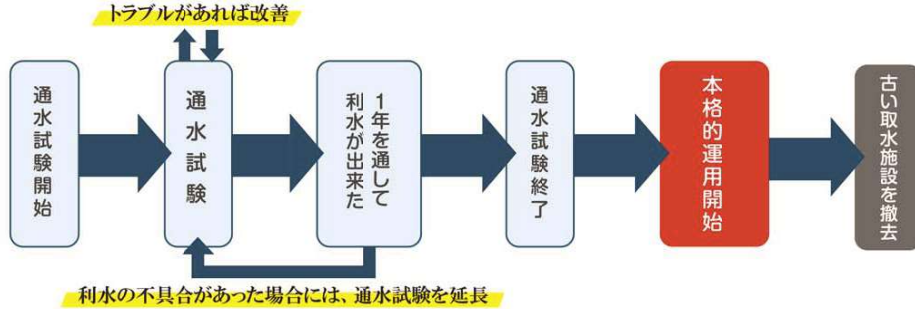 トラブルがあれば改善
通水試験開始
通水試験
1年を通して
利水が出来た
通水試験終了
本格的運用開始
古い取水施設を撤去
利水の不具合があった場合には、通水試験を延長